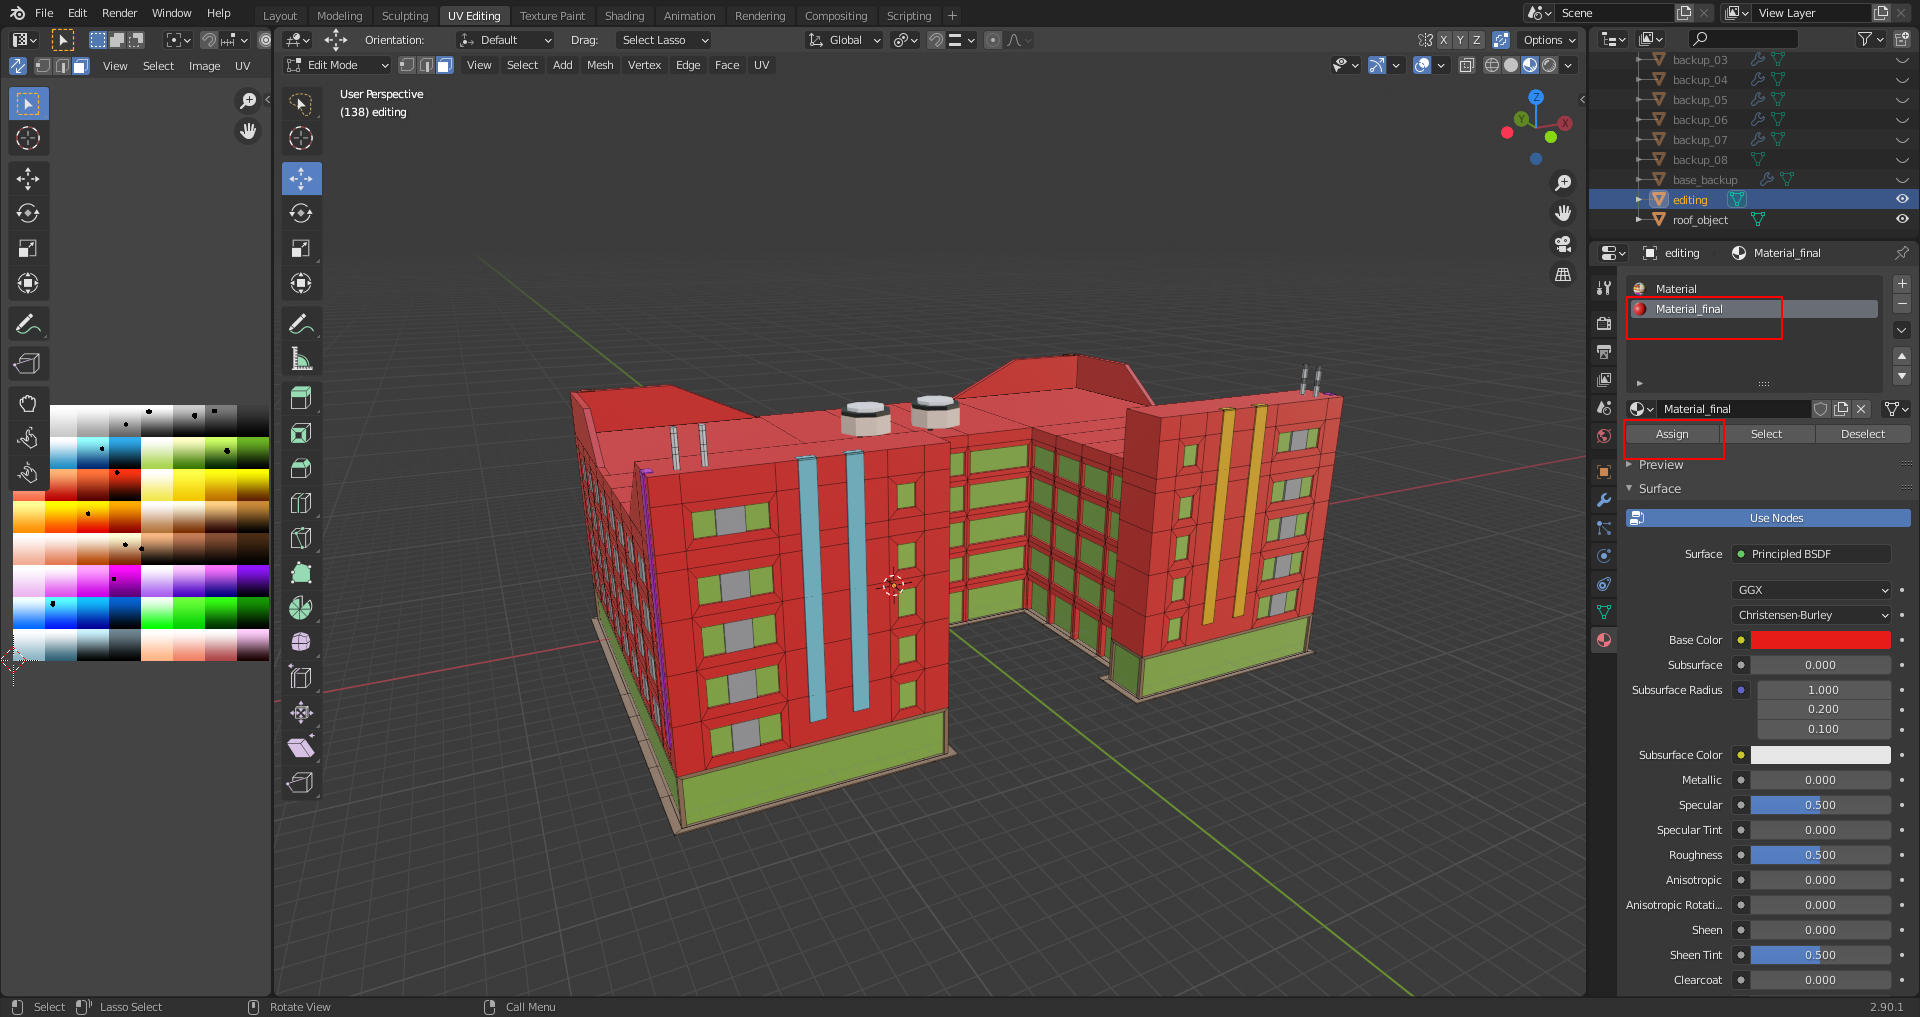 File Edit Render Window Help Layout Modeling Sculpting UV Editing Texture Paint Shading Animation Rendering Compositing Scripting + Scene View Layer
Orientation: Default Drag: Select Lasso Global X Y Z Options
View Select Image UV Edit Mode View Select Add Mesh Vertex Edge Face UV
User Perspective
(138) editing
Z
Y
X
backup_03
backup_04
backup_05
backup_06
backup_07
backup_08
base_backup
editing
roof_object
editing Material_final
Material
Material_final
Material_final
Assign Select Deselect
Preview
Surface
Use Nodes
Surface Principled BSDF
GGX
Christensen-Burley
Base Color
Subsurface 0.000
Subsurface Radius 1.000
0.200
0.100
Subsurface Color
Metallic 0.000
Specular 0.500
Specular Tint 0.000
Roughness 0.500
Anisotropic 0.000
Anisotropic Rotati... 0.000
Sheen 0.000
Sheen Tint 0.500
Clearcoat 0.000
Select Lasso Select Rotate View Call Menu 2.90.1